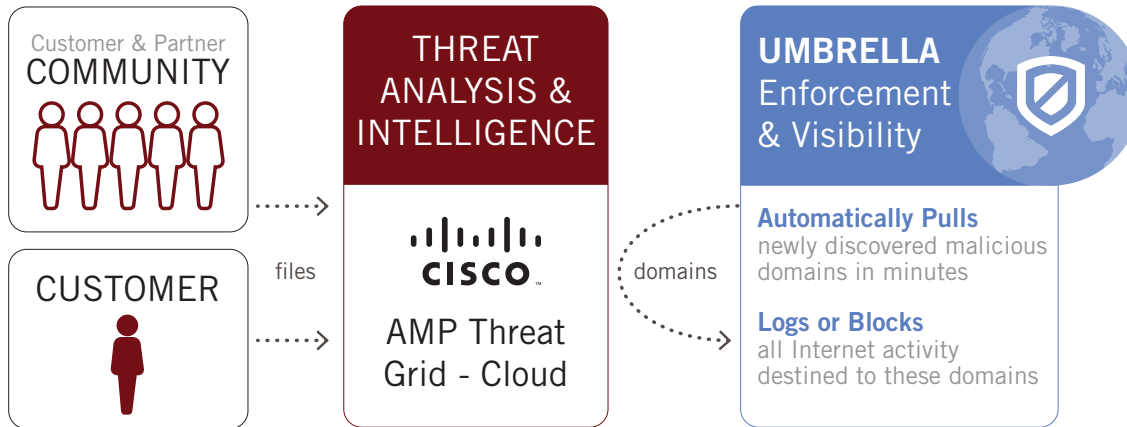 Customer & Partner
COMMUNITY
CUSTOMER
files
THREAT
ANALYSIS &
INTELLIGENCE
CISCO™
AMP Threat
Grid - Cloud
domains
UMBRELLA
Enforcement
& Visibility
Automatically Pulls
newly discovered malicious
domains in minutes
Logs or Blocks
all Internet activity
destined to these domains